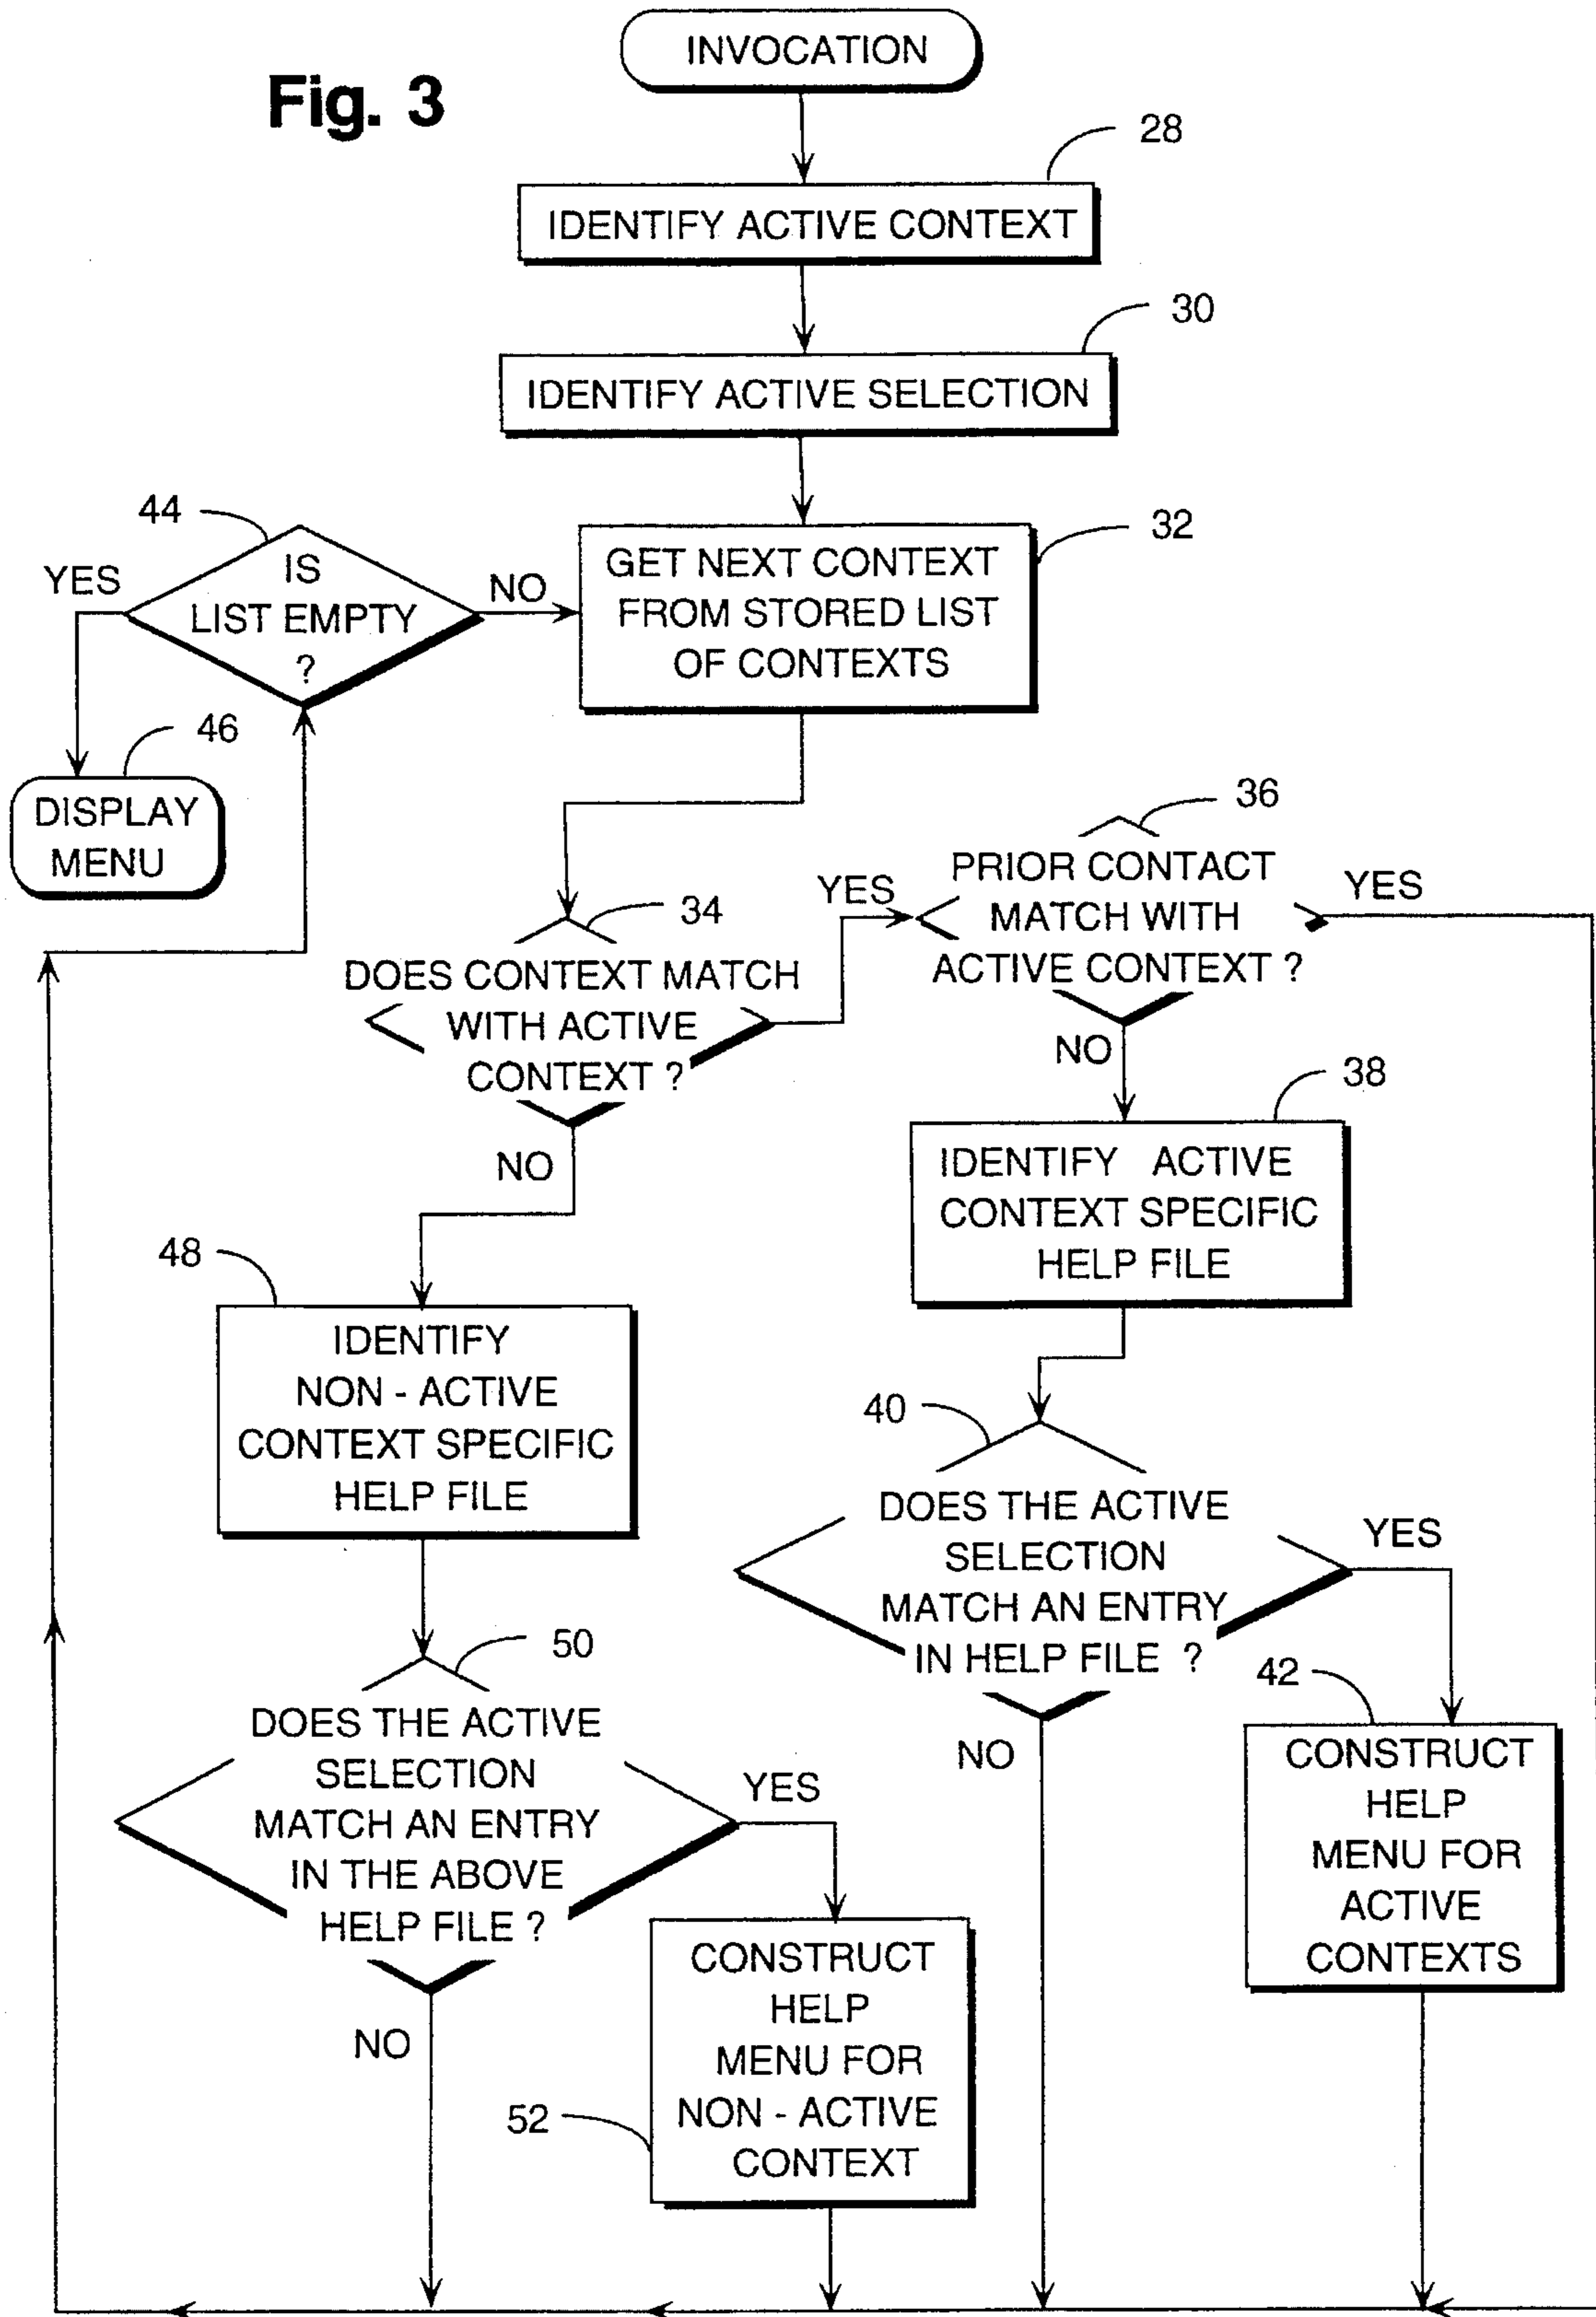 Fig. 3
INVOCATION
28
IDENTIFY ACTIVE CONTEXT
30
IDENTIFY ACTIVE SELECTION
44
IS
LIST EMPTY
?
YES
NO
32
GET NEXT CONTEXT
FROM STORED LIST
OF CONTEXTS
46
DISPLAY
MENU
34
DOES CONTEXT MATCH
WITH ACTIVE
CONTEXT ?
YES
NO
36
PRIOR CONTACT
MATCH WITH
ACTIVE CONTEXT ?
YES
NO
38
IDENTIFY ACTIVE
CONTEXT SPECIFIC
HELP FILE
48
IDENTIFY
NON - ACTIVE
CONTEXT SPECIFIC
HELP FILE
40
DOES THE ACTIVE
SELECTION
MATCH AN ENTRY
IN HELP FILE ?
YES
NO
42
CONSTRUCT
HELP
MENU FOR
ACTIVE
CONTEXTS
50
DOES THE ACTIVE
SELECTION
MATCH AN ENTRY
IN THE ABOVE
HELP FILE ?
YES
NO
52
CONSTRUCT
HELP
MENU FOR
NON - ACTIVE
CONTEXT